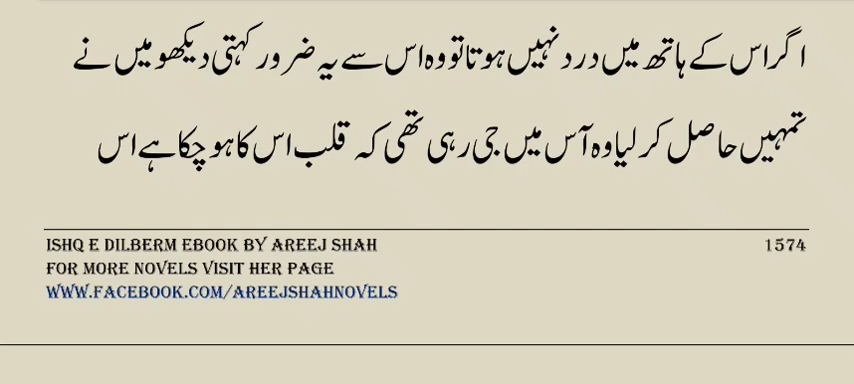 اگر اس کے ہاتھ میں درد نہیں ہوتا تو وہ اس سے یہ ضرور کہتی دیکھو میں نے
تمہیں حاصل کر لیا وہ آس میں جی رہی تھی کہ قلب اس کا ہو چکا ہے اس
ISHQ E DILBERM EBOOK BY AREEJ SHAH 1574
FOR MORE NOVELS VISIT HER PAGE
WWW.FACEBOOK.COM/AREEJSHAHNOVELS